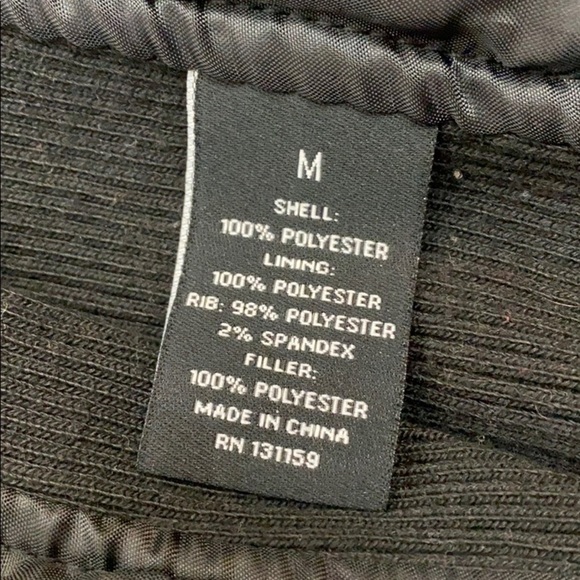 M
SHELL:
100% POLYESTER
LINING:
100% POLYESTER
RIB: 98% POLYESTER
2% SPANDEX
FILLER:
100% POLYESTER
MADE IN CHINA
RN 131159